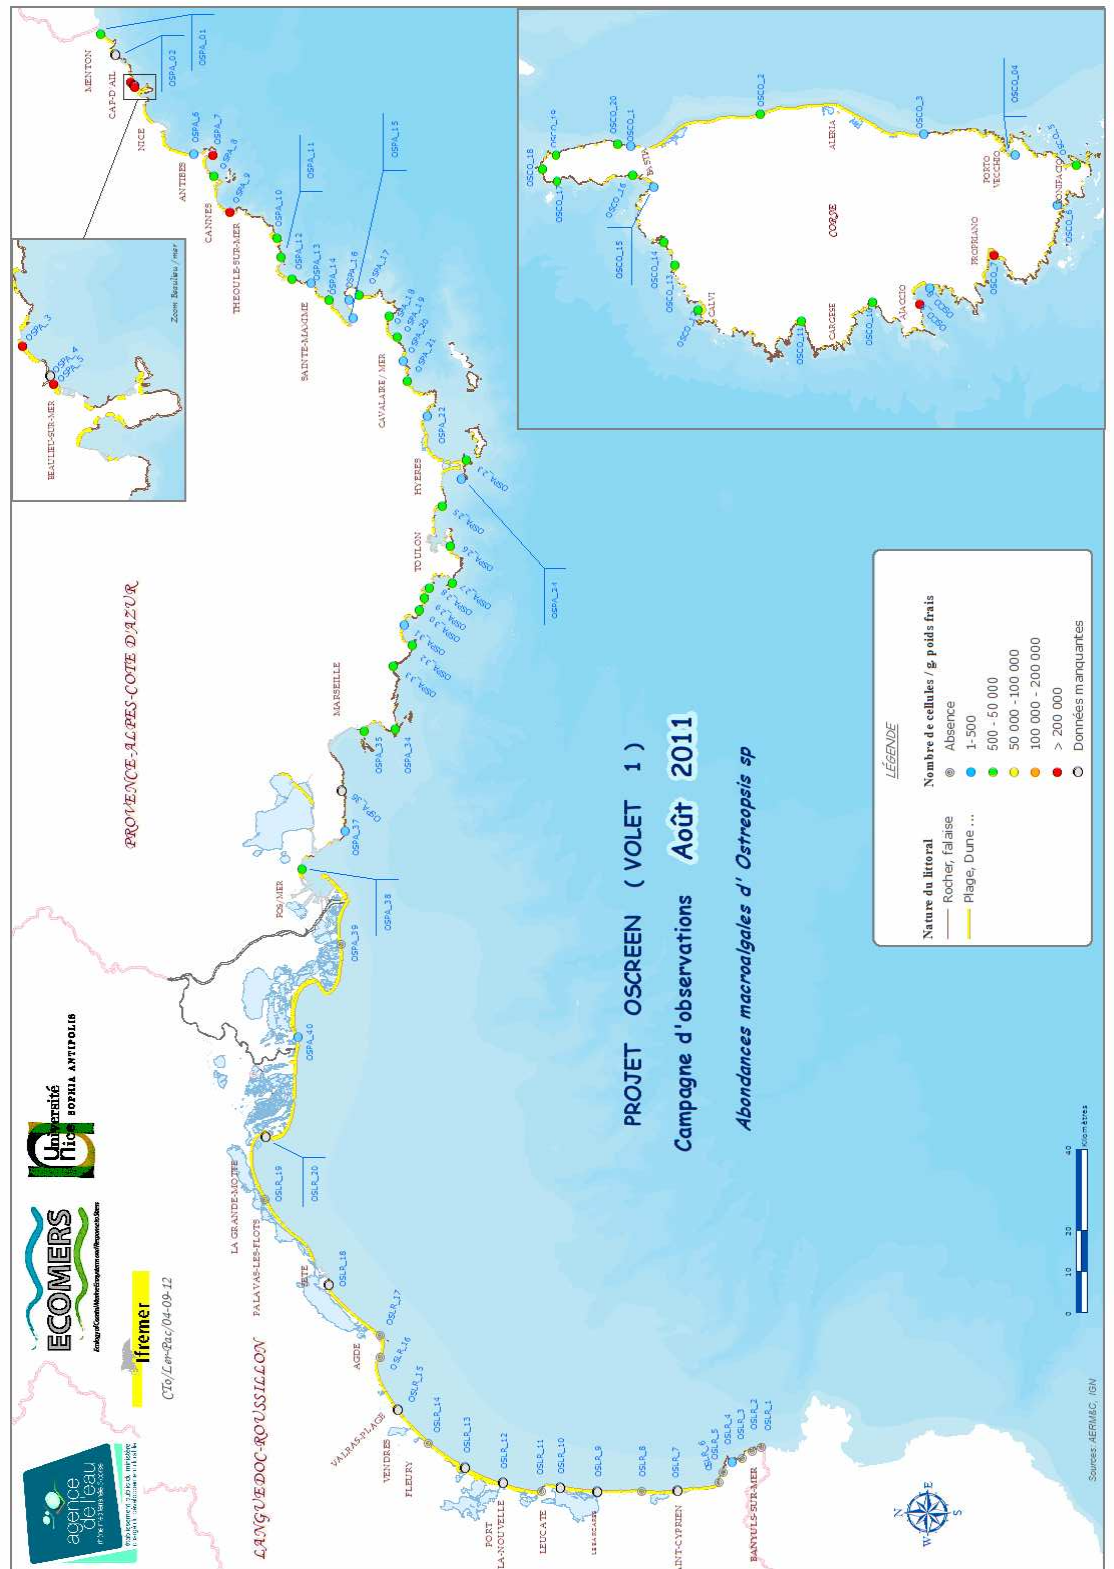 agence
de l'eau
ECOMERS
Université
nice SOPHIA ANTIPOLIS
Ifremer
CTo/Ler-Pac/04-09-12
LANGUEDOC-ROUSSILLON
PROVENCE-ALPES-COTE D'AZUR
PROJET OSCREEN ( VOLET 1 )
Campagne d'observations Août 2011
Abondances macroalgales d' Ostreopsis sp
LÉGENDE
Nature du littoral
Rocher, falaise
Plage, Dune ...
Nombre de cellules / g. poids frais
Absence
1-500
500 - 50 000
50 000 -100 000
100 000 - 200 000
> 200 000
Données manquantes
BANYULS-SUR-MER
INT-CYPRIEN
LEUCATE
PORT
LA-NOUVELLE
FLEURY
VENDRES
VALRAS-PLAGE
AGDE
PALAVAS-LES-FLOTS
LA GRANDE-MOTTE
FOS/MER
MARSEILLE
TOULON
HYERES
CAVALAIRE / MER
SAINTE-MAXIME
THEOULE-SUR-MER
CANNES
ANTIBES
NICE
CAP-D'AIL
MENTON
OSLR_1
OSLR_2
OSLR_3
OSLR_4
OSLR_5
OSLR_6
OSLR_7
OSLR_8
OSLR_9
OSLR_10
OSLR_11
OSLR_12
OSLR_13
OSLR_14
OSLR_15
OSLR_16
OSLR_17
OSLR_18
OSLR_19
OSLR_20
OSPA_40
OSPA_39
OSPA_38
OSPA_37
OSPA_36
OSPA_35
OSPA_34
OSPA_33
OSPA_32
OSPA_31
OSPA_30
OSPA_29
OSPA_28
OSPA_27
OSPA_26
OSPA_25
OSPA_24
OSPA_23
OSPA_22
OSPA_21
OSPA_20
OSPA_19
OSPA_18
OSPA_17
OSPA_16
OSPA_15
OSPA_14
OSPA_13
OSPA_12
OSPA_11
OSPA_10
OSPA_9
OSPA_8
OSPA_7
OSPA_6
OSPA_02
OSPA_01
BEAULIEU-SUR-MER
OSPA_3
OSPA_4
OSPA_5
Zoom Beaulieu / mer
CORSE
BASTIA
ALERIA
PORTO
VECCHIO
BONIFACIO
PROPRIANO
AJACCIO
CARGESE
CALVI
OSCO_1
OSCO_2
OSCO_3
OSCO_04
OSCO_5
OSCO_6
OSCO_7
OSCO_11
OSCO_13
OSCO_14
OSCO_15
OSCO_16
OSCO_18
OSCO_19
OSCO_20
0 10 20 40
Kilomètres
N
W E
S
Sources: AERM&C, IGN